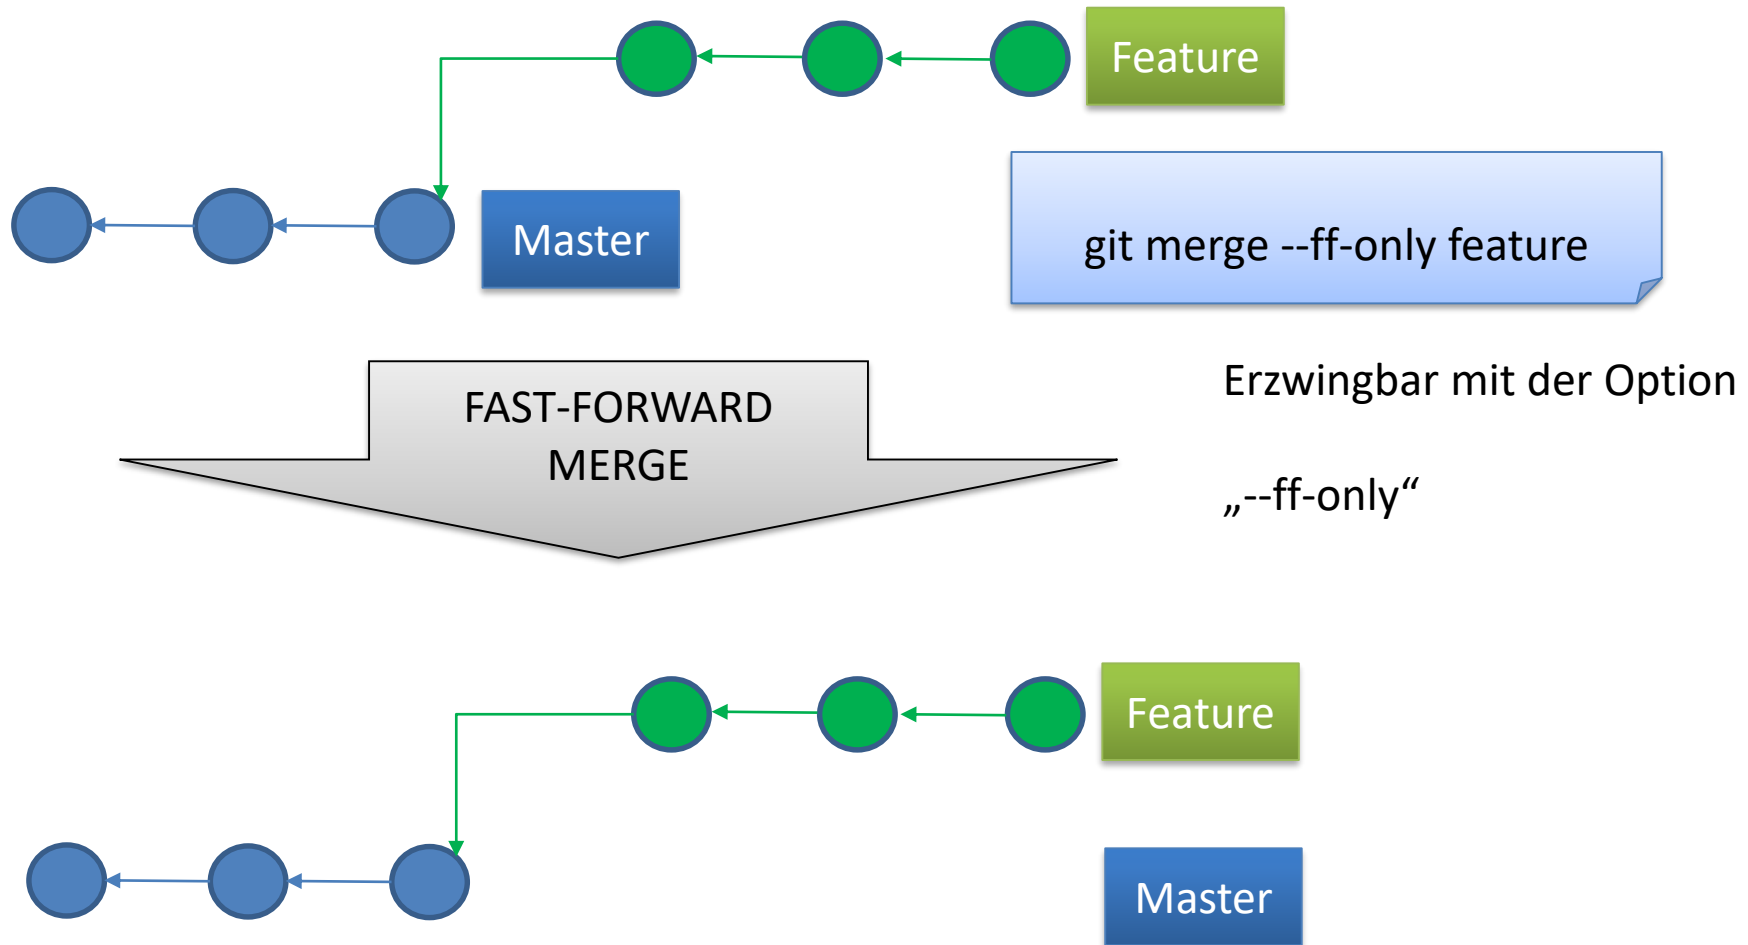 Feature
Master
git merge --ff-only feature
FAST-FORWARD
MERGE
Erzwingbar mit der Option
„--ff-only“
Feature
Master